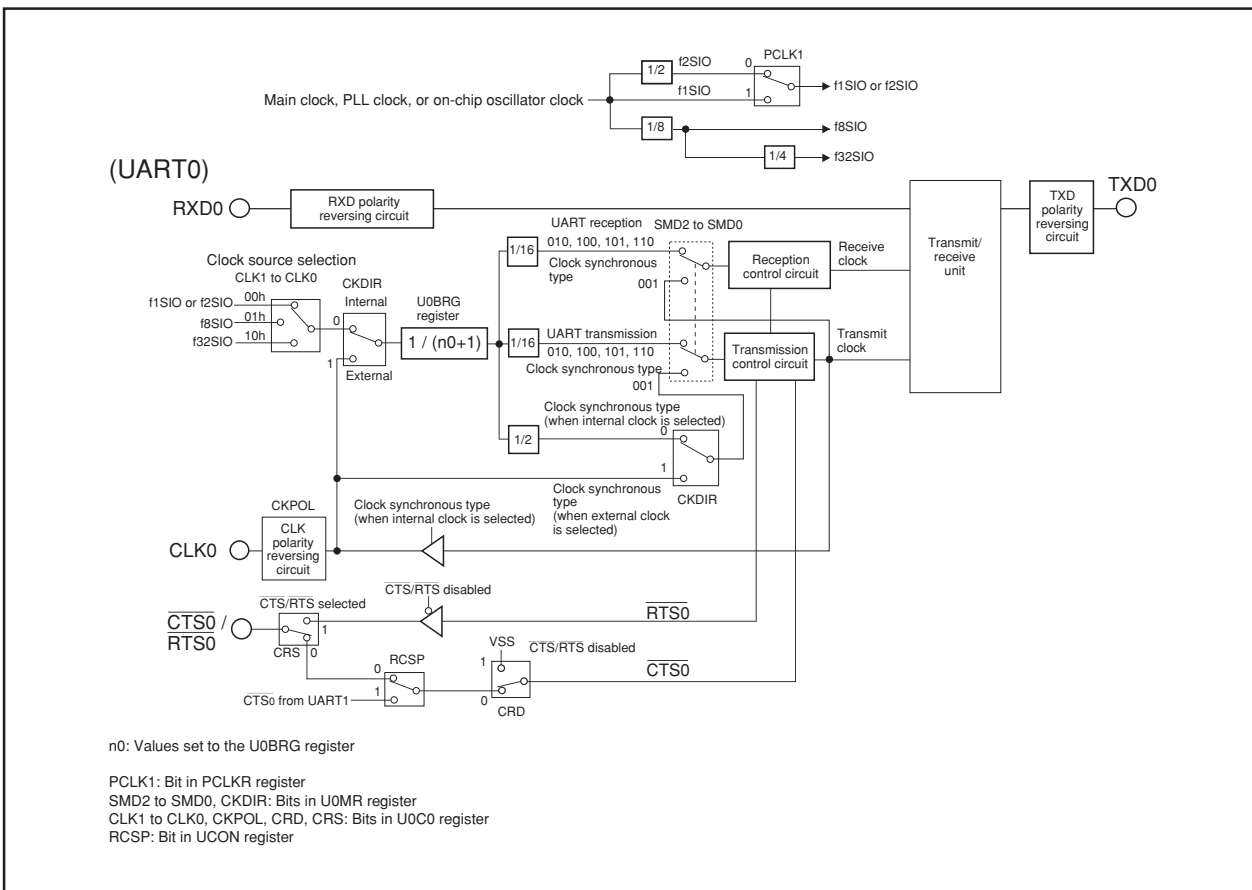 PCLK1
f2SIO
0
1/2
f1SIO or f2SIO
f1SIO
1
Main clock, PLL clock, or on-chip oscillator clock
1/8
f8SIO
1/4
f32SIO
(UART0)
RXD0
RXD polarity
reversing circuit
TXD0
TXD
polarity
reversing
circuit
Transmit/
receive
unit
UART reception
010, 100, 101, 110
1/16
Clock synchronous
type
001
SMD2 to SMD0
Reception
control circuit
Receive
clock
Clock source selection
CLK1 to CLK0
00h
f1SIO or f2SIO
01h
f8SIO
10h
f32SIO
CKDIR
Internal
0
1
External
U0BRG
register
1 / (n0+1)
1/16
UART transmission
010, 100, 101, 110
Clock synchronous type
001
Transmission
control circuit
Transmit
clock
Clock synchronous type
(when internal clock is selected)
1/2
0
1
CKDIR
Clock synchronous
type
(when external clock
is selected)
CKPOL
Clock synchronous type
(when internal clock is selected)
CLK0
CLK
polarity
reversing
circuit
CTS/RTS disabled
CTS/RTS selected
CTS0 /
RTS0
1
CRS
0
RTS0
VSS
CTS/RTS disabled
1
RCSP
0
1
CTS0 from UART1
0
CRD
CTS0
n0: Values set to the U0BRG register
PCLK1: Bit in PCLKR register
SMD2 to SMD0, CKDIR: Bits in U0MR register
CLK1 to CLK0, CKPOL, CRD, CRS: Bits in U0C0 register
RCSP: Bit in UCON register